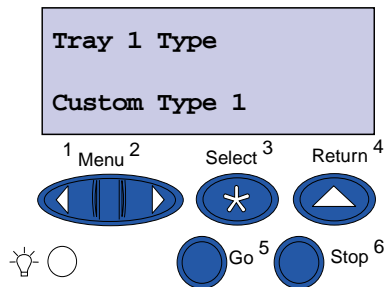 Tray 1 Type
Custom Type 1
1 Menu 2 Select 3 Return 4
Go 5 Stop 6